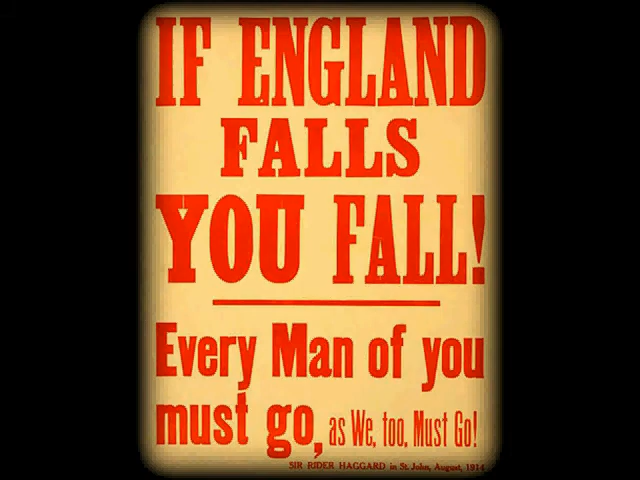 IF ENGLAND
FALLS
YOU FALL!
Every Man of you
must go, as We, too, Must Go!
SIR RIDER HAGGARD in St. John, August, 1914